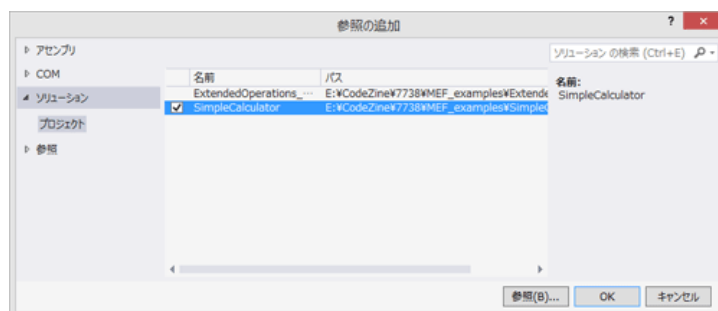 参照の追加
? ×
アセンブリ
COM
ソリューション
プロジェクト
参照
名前 パス
ExtendedOperations_… E:¥CodeZine¥7738¥MEF_examples¥Extende
SimpleCalculator E:¥CodeZine¥7738¥MEF_examples¥SimpleC
ソリューション の検索 (Ctrl+E)
名前:
SimpleCalculator
参照(B)... OK キャンセル